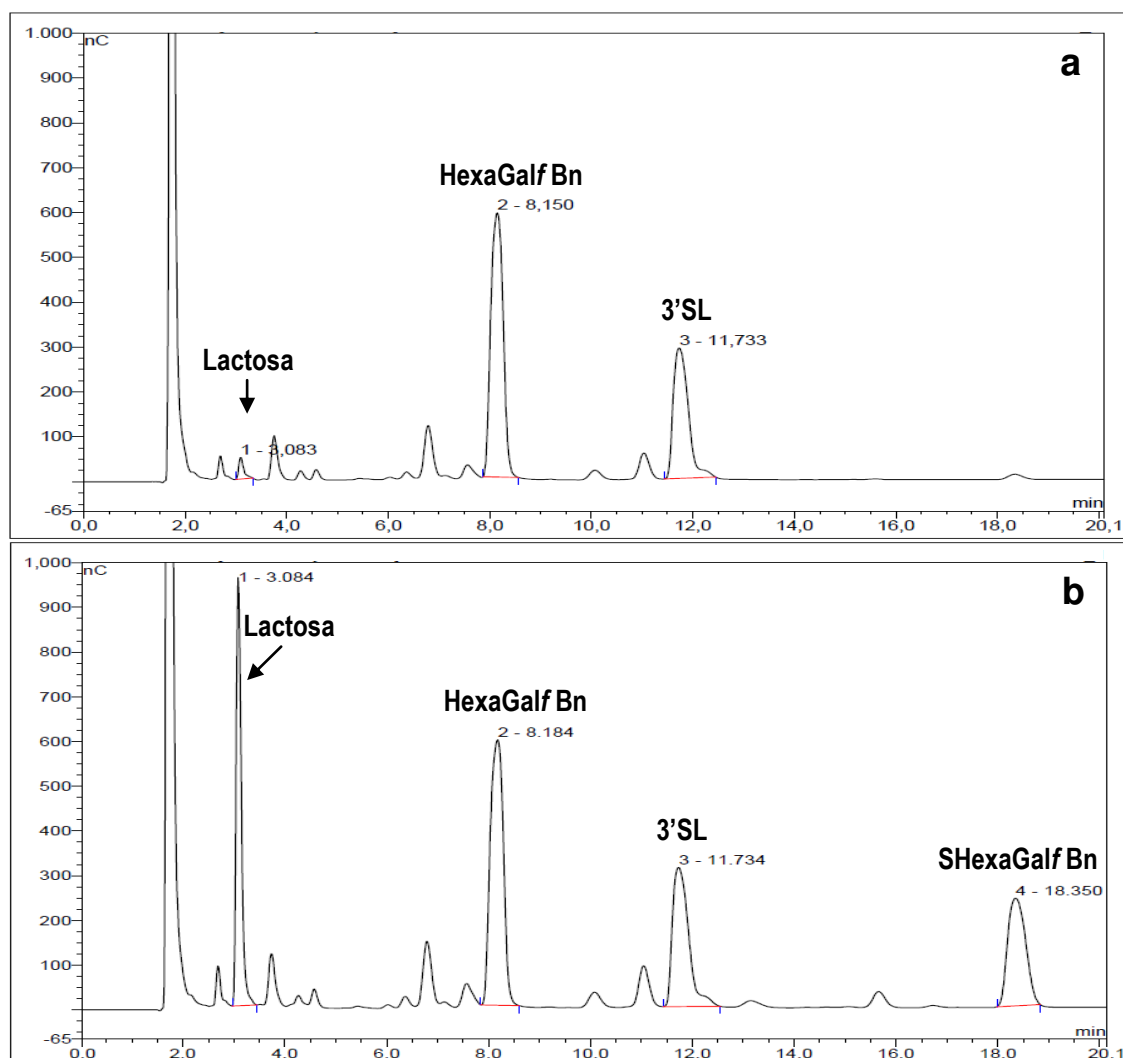 1.000
nC
a
900
800
700
HexaGalf Bn
2 - 8,150
600
500
400
3'SL
3 - 11,733
300
Lactosa
200
100
1 - 3,083
-65
min
0,0 2,0 4,0 6,0 8,0 10,0 12,0 14,0 16,0 18,0 20,1
1,000
nC
1 - 3.084
b
900
Lactosa
800
700
HexaGalf Bn
2 - 8.184
600
500
400
3'SL
3 - 11.734
SHexaGalf Bn
4 - 18.350
300
200
100
-65
min
0.0 2.0 4.0 6.0 8.0 10.0 12.0 14.0 16.0 18.0 20.1